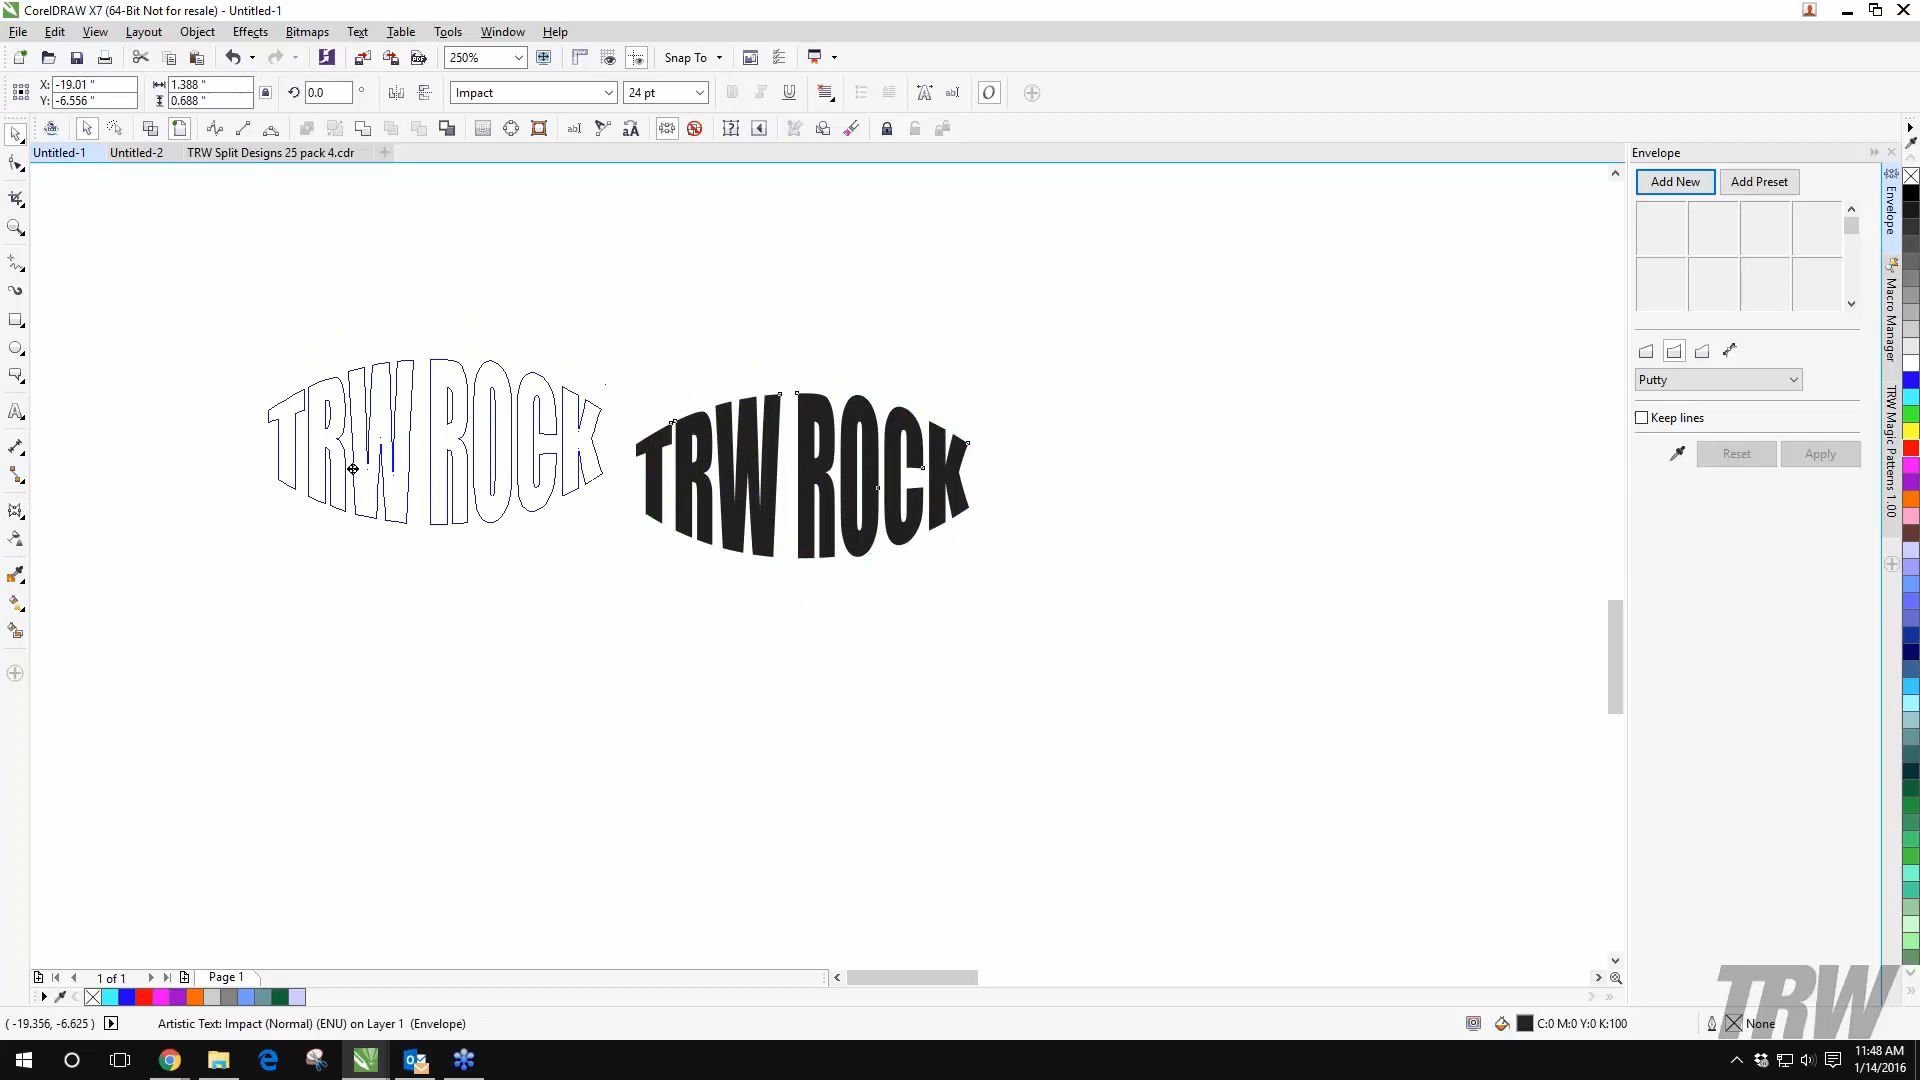 CorelDRAW X7 (64-Bit Not for resale) - Untitled-1
File Edit View Layout Object Effects Bitmaps Text Table Tools Window Help
250% Snap To
X: -19.01 " 1.388 " 0.0 ° Impact 24 pt
Y: -6.556 " 0.688 "
Untitled-1 Untitled-2 TRW Split Designs 25 pack 4.cdr
Envelope
Add New Add Preset
Putty
Keep lines
Reset Apply
Envelope
Macro Manager
TRW Magic Patterns 1.00
TRW ROCK
TRW ROCK
1 of 1 Page 1
TRW
( -19.356, -6.625 ) Artistic Text: Impact (Normal) (ENU) on Layer 1 (Envelope) C:0 M:0 Y:0 K:100 None
11:48 AM
1/14/2016